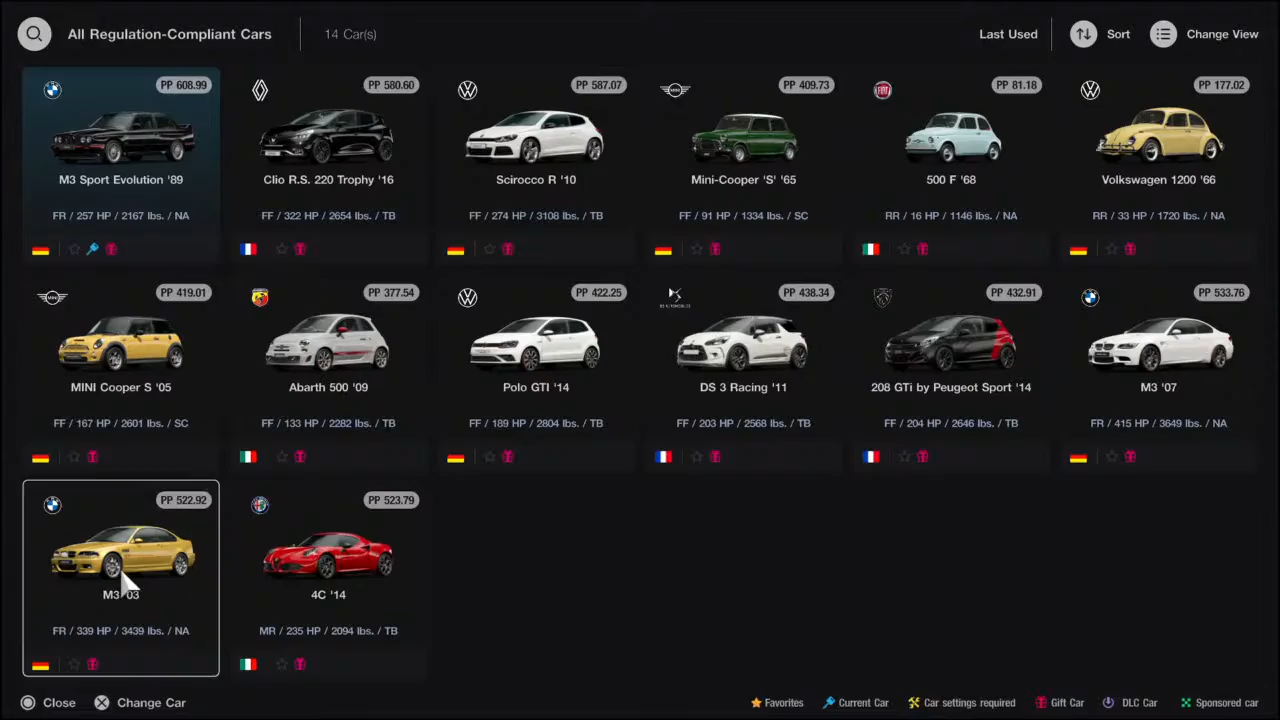 All Regulation-Compliant Cars
14 Car(s)
Last Used
Sort
Change View
PP 608.99
M3 Sport Evolution '89
FR / 257 HP / 2167 lbs. / NA
PP 580.60
Clio R.S. 220 Trophy '16
FF / 322 HP / 2654 lbs. / TB
PP 587.07
Scirocco R '10
FF / 274 HP / 3108 lbs. / TB
PP 409.73
Mini-Cooper 'S' '65
FF / 91 HP / 1334 lbs. / SC
FIAT
PP 81.18
500 F '68
RR / 16 HP / 1146 lbs. / NA
PP 177.02
Volkswagen 1200 '66
RR / 33 HP / 1720 lbs. / NA
PP 419.01
MINI Cooper S '05
FF / 167 HP / 2601 lbs. / SC
PP 377.54
Abarth 500 '09
FF / 133 HP / 2282 lbs. / TB
PP 422.25
Polo GTI '14
FF / 189 HP / 2804 lbs. / TB
DS AUTOMOBILES
PP 438.34
DS 3 Racing '11
FF / 203 HP / 2568 lbs. / TB
PP 432.91
208 GTi by Peugeot Sport '14
FF / 204 HP / 2646 lbs. / TB
PP 533.76
M3 '07
FR / 415 HP / 3649 lbs. / NA
PP 522.92
M3 '03
FR / 339 HP / 3439 lbs. / NA
PP 523.79
4C '14
MR / 235 HP / 2094 lbs. / TB
Close
Change Car
Favorites
Current Car
Car settings required
Gift Car
DLC Car
Sponsored car